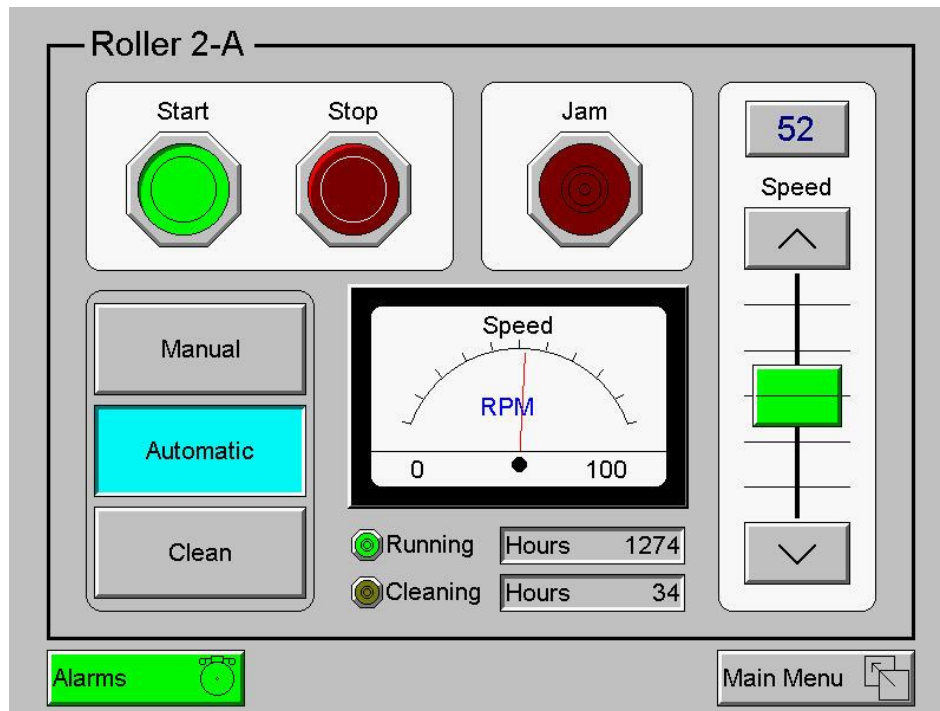 Roller 2-A
Start
Stop
Jam
52
Speed
Manual
Automatic
Clean
Speed
RPM
0 100
Running Hours 1274
Cleaning Hours 34
Alarms
Main Menu